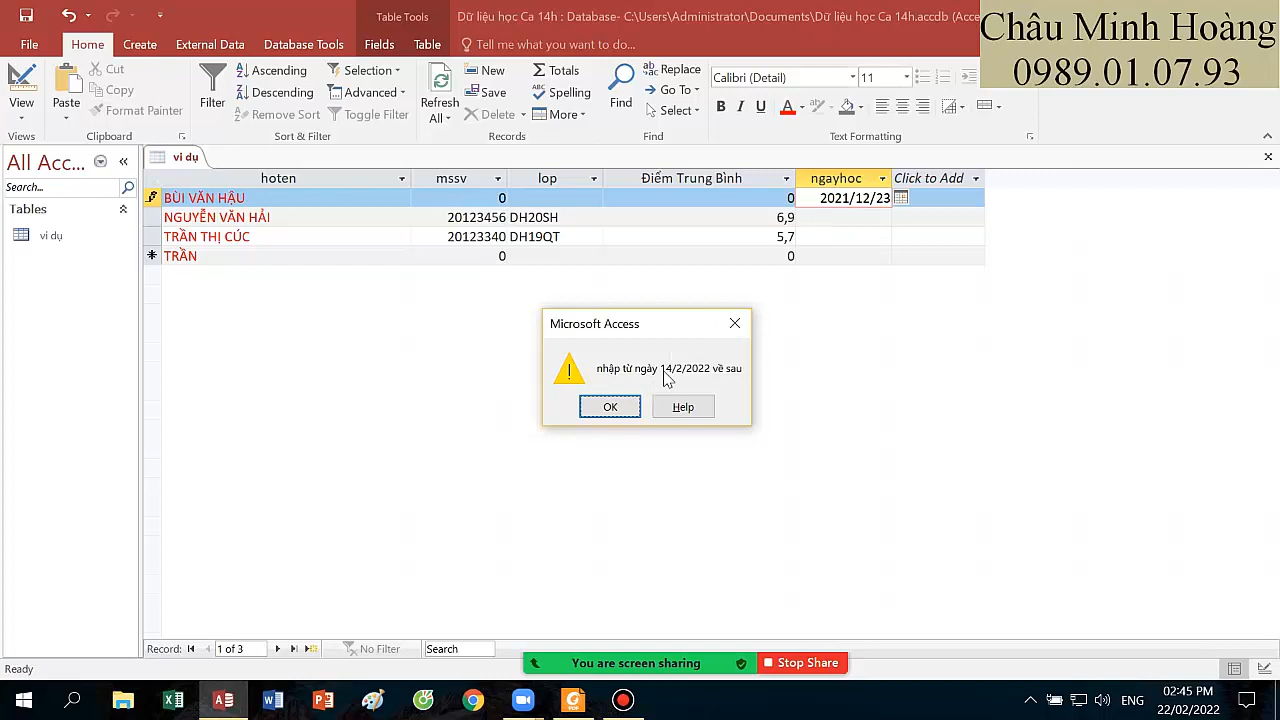 Table Tools
Dữ liệu học Ca 14h : Database- C:\Users\Administrator\Documents\Dữ liệu học Ca 14h.accdb (Acce
Châu Minh Hoàng
0989.01.07.93
File Home Create External Data Database Tools Fields Table Tell me what you want to do...
View
Views
Paste
Cut
Copy
Format Painter
Clipboard
Filter
Ascending
Descending
Remove Sort
Selection
Advanced
Toggle Filter
Sort & Filter
Refresh
All
New
Save
Delete
Totals
Spelling
More
Records
Find
Replace
Go To
Select
Find
Calibri (Detail) 11
B I U A
Text Formatting
All Acc...
Search...
Tables
ví dụ
ví dụ
hoten mssv lop Điểm Trung Bình ngayhoc Click to Add
BÙI VĂN HẬU 0 0 2021/12/23
NGUYỄN VĂN HẢI 20123456 DH20SH 6,9
TRẦN THỊ CÚC 20123340 DH19QT 5,7
TRẦN 0 0
Microsoft Access
nhập từ ngày 14/2/2022 về sau
OK Help
Record: 1 of 3 No Filter Search
Ready
You are screen sharing Stop Share
ENG
02:45 PM
22/02/2022